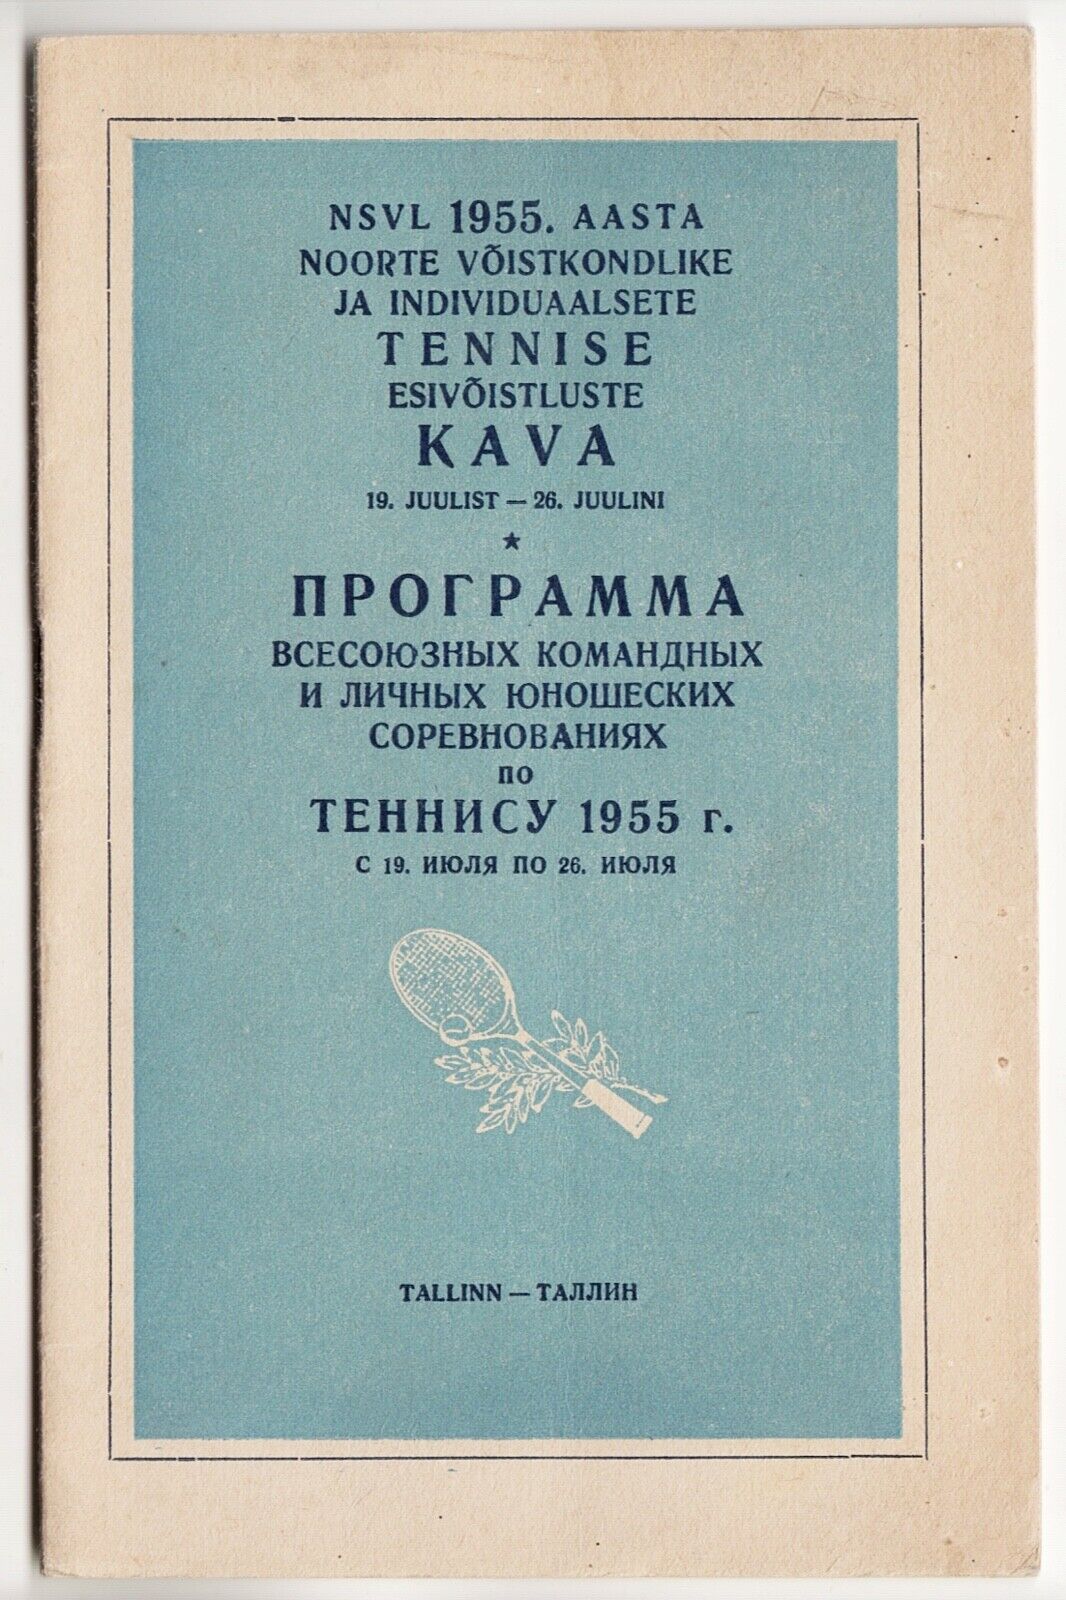 NSVL 1955. AASTA
NOORTE VÕISTKONDLIKE
JA INDIVIDUAALSETE
TENNISE
ESIVÕISTLUSTE
KAVA
19. JUULIST — 26. JUULINI
ПРОГРАММА
ВСЕСОЮЗНЫХ КОМАНДНЫХ
И ЛИЧНЫХ ЮНОШЕСКИХ
СОРЕВНОВАНИЯХ
ПО
ТЕННИСУ 1955 г.
С 19. ИЮЛЯ ПО 26. ИЮЛЯ
TALLINN — ТАЛЛИН